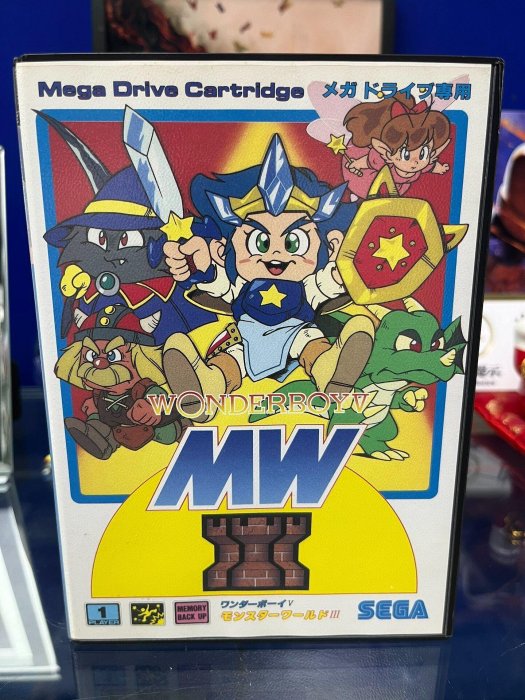 Mega Drive Cartridge メガドライブ専用
WONDERBOY V
MW
III
1 PLAYER
MEMORY BACK UP
ワンダーボーイV
モンスターワールドIII
SEGA